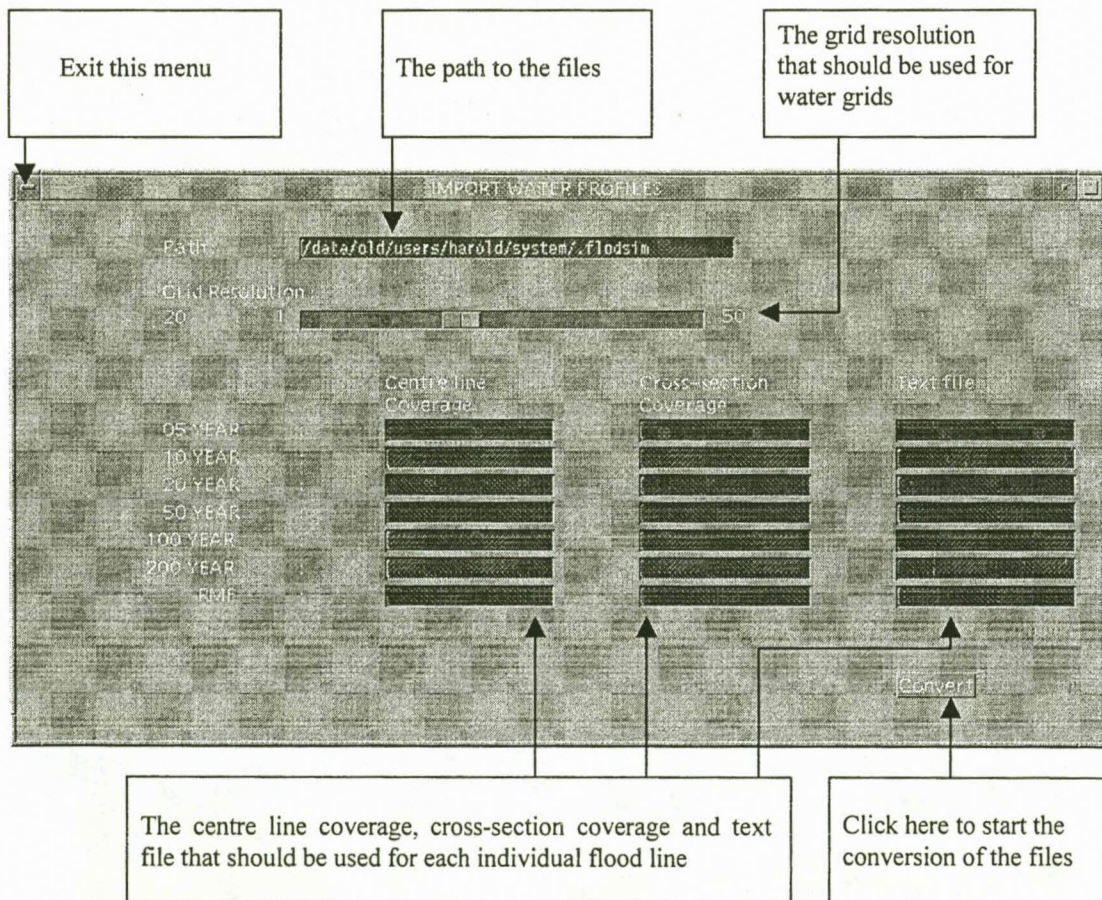 Exit this menu
The path to the files
The grid resolution
that should be used for
water grids
IMPORT WATER PROFILES
Path :
/data/old/users/harold/system/.flodsim
Grid Resolution :
20 1 50
Centre line Cross-section Text file
Coverage Coverage
05 YEAR :
10 YEAR :
20 YEAR :
50 YEAR :
100 YEAR :
200 YEAR :
RMF :
Convert
The centre line coverage, cross-section coverage and text
file that should be used for each individual flood line
Click here to start the
conversion of the files